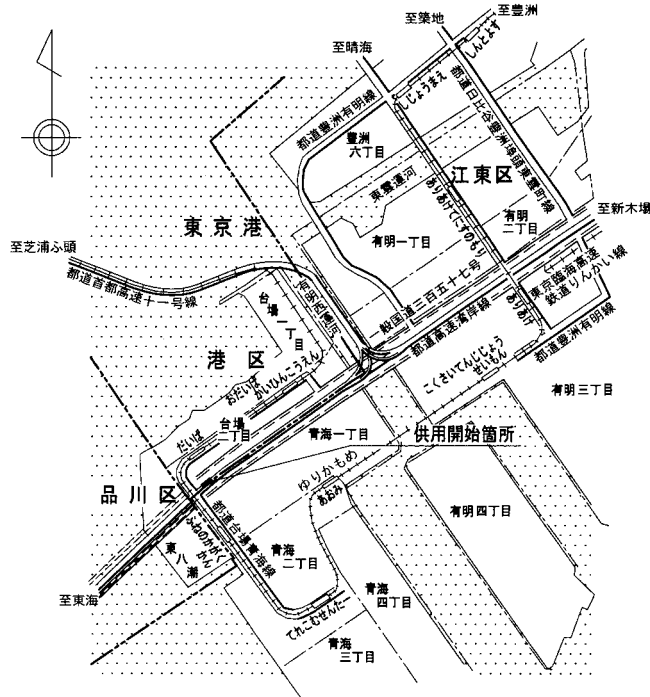 至豊洲
至築地
しんとよす
至晴海
しじょうまえ
都道豊洲有明線
都道日比谷豊洲埠頭東雲町線
豊洲
六丁目
東雲運河
江東区
ありあけてにすのもり
有明
二丁目
至新木場
東京港
有明一丁目
至芝浦ふ頭
都道首都高速十一号線
有明西運河
一般国道三百五十七号
都道高速湾岸線
ありあけ
東京臨海高速
鉄道りんかい線
都道豊洲有明線
台場
一丁目
港区
おだいば
かいひんこうえん
こくさいてんじじょう
せいもん
有明三丁目
だいば
台場
二丁目
青海一丁目
供用開始箇所
ゆりかもめ
品川区
あおみ
有明四丁目
都道台場青海線
ふねのかがく
かん
東八潮
青海
二丁目
至東海
てれこむせんたー
青海
四丁目
青海
三丁目